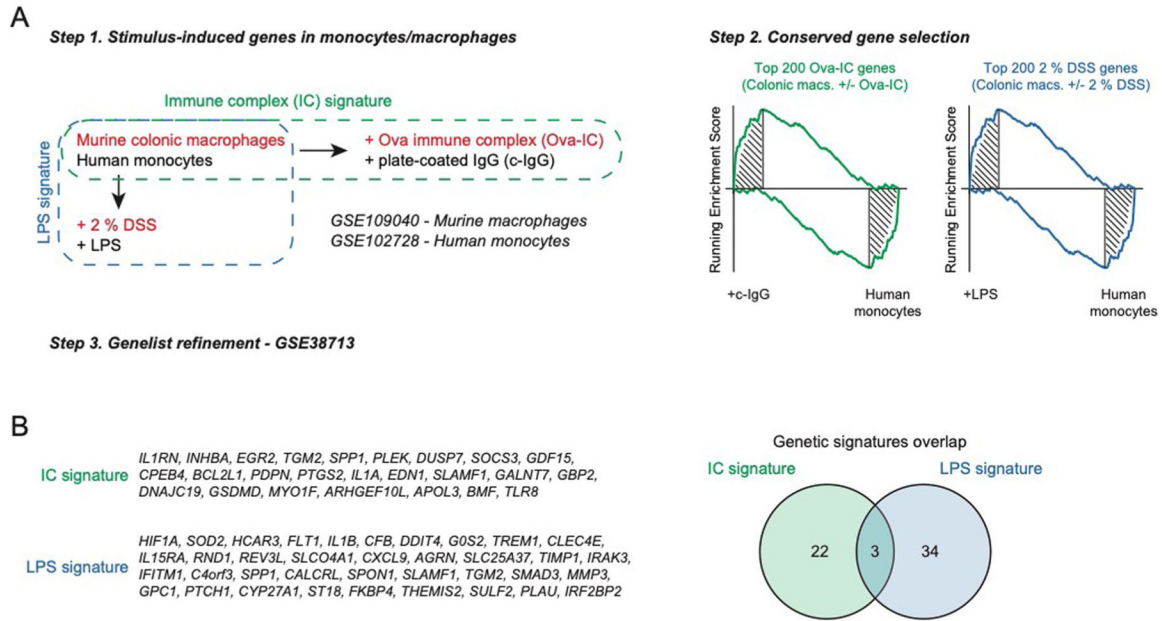 A
Step 1. Stimulus-induced genes in monocytes/macrophages
Immune complex (IC) signature
LPS signature
Murine colonic macrophages
Human monocytes
+ Ova immune complex (Ova-IC)
+ plate-coated IgG (c-IgG)
+ 2 % DSS
+ LPS
GSE109040 - Murine macrophages
GSE102728 - Human monocytes
Step 2. Conserved gene selection
Top 200 Ova-IC genes
(Colonic macs. +/- Ova-IC)
Running Enrichment Score
+c-IgG
Human
monocytes
Top 200 2 % DSS genes
(Colonic macs. +/- 2 % DSS)
Running Enrichment Score
+LPS
Human
monocytes
Step 3. Genelist refinement - GSE38713
B
IC signature
IL1RN, INHBA, EGR2, TGM2, SPP1, PLEK, DUSP7, SOCS3, GDF15,
CPEB4, BCL2L1, PDPN, PTGS2, IL1A, EDN1, SLAMF1, GALNT7, GBP2,
DNAJC19, GSDMD, MYO1F, ARHGEF10L, APOL3, BMF, TLR8
LPS signature
HIF1A, SOD2, HCAR3, FLT1, IL1B, CFB, DDIT4, G0S2, TREM1, CLEC4E,
IL15RA, RND1, REV3L, SLCO4A1, CXCL9, AGRN, SLC25A37, TIMP1, IRAK3,
IFITM1, C4orf3, SPP1, CALCRL, SPON1, SLAMF1, TGM2, SMAD3, MMP3,
GPC1, PTCH1, CYP27A1, ST18, FKBP4, THEMIS2, SULF2, PLAU, IRF2BP2
Genetic signatures overlap
IC signature
LPS signature
22
3
34